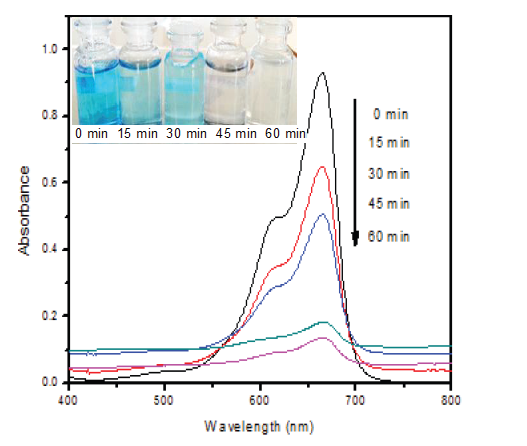 1.0
0.8
0.6
0.4
0.2
0.0
Absorbance
0 min 15 min 30 min 45 min 60 min
0 min
15 min
30 min
45 min
60 min
400 500 600 700 800
Wavelength (nm)